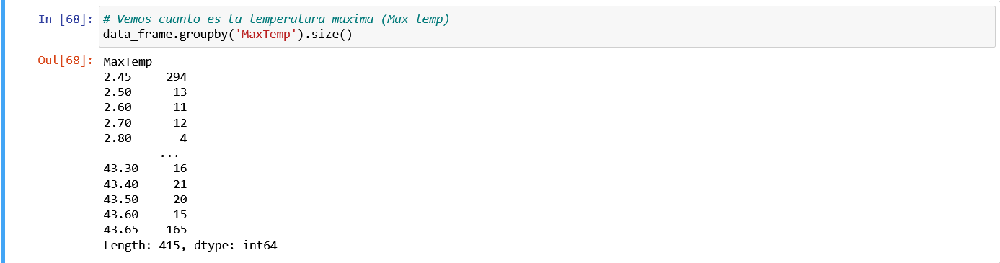 In [68]: # Vemos cuanto es la temperatura maxima (Max temp)
data_frame.groupby('MaxTemp').size()
Out[68]: MaxTemp
2.45     294
2.50      13
2.60      11
2.70      12
2.80       4
        ...
43.30     16
43.40     21
43.50     20
43.60     15
43.65    165
Length: 415, dtype: int64